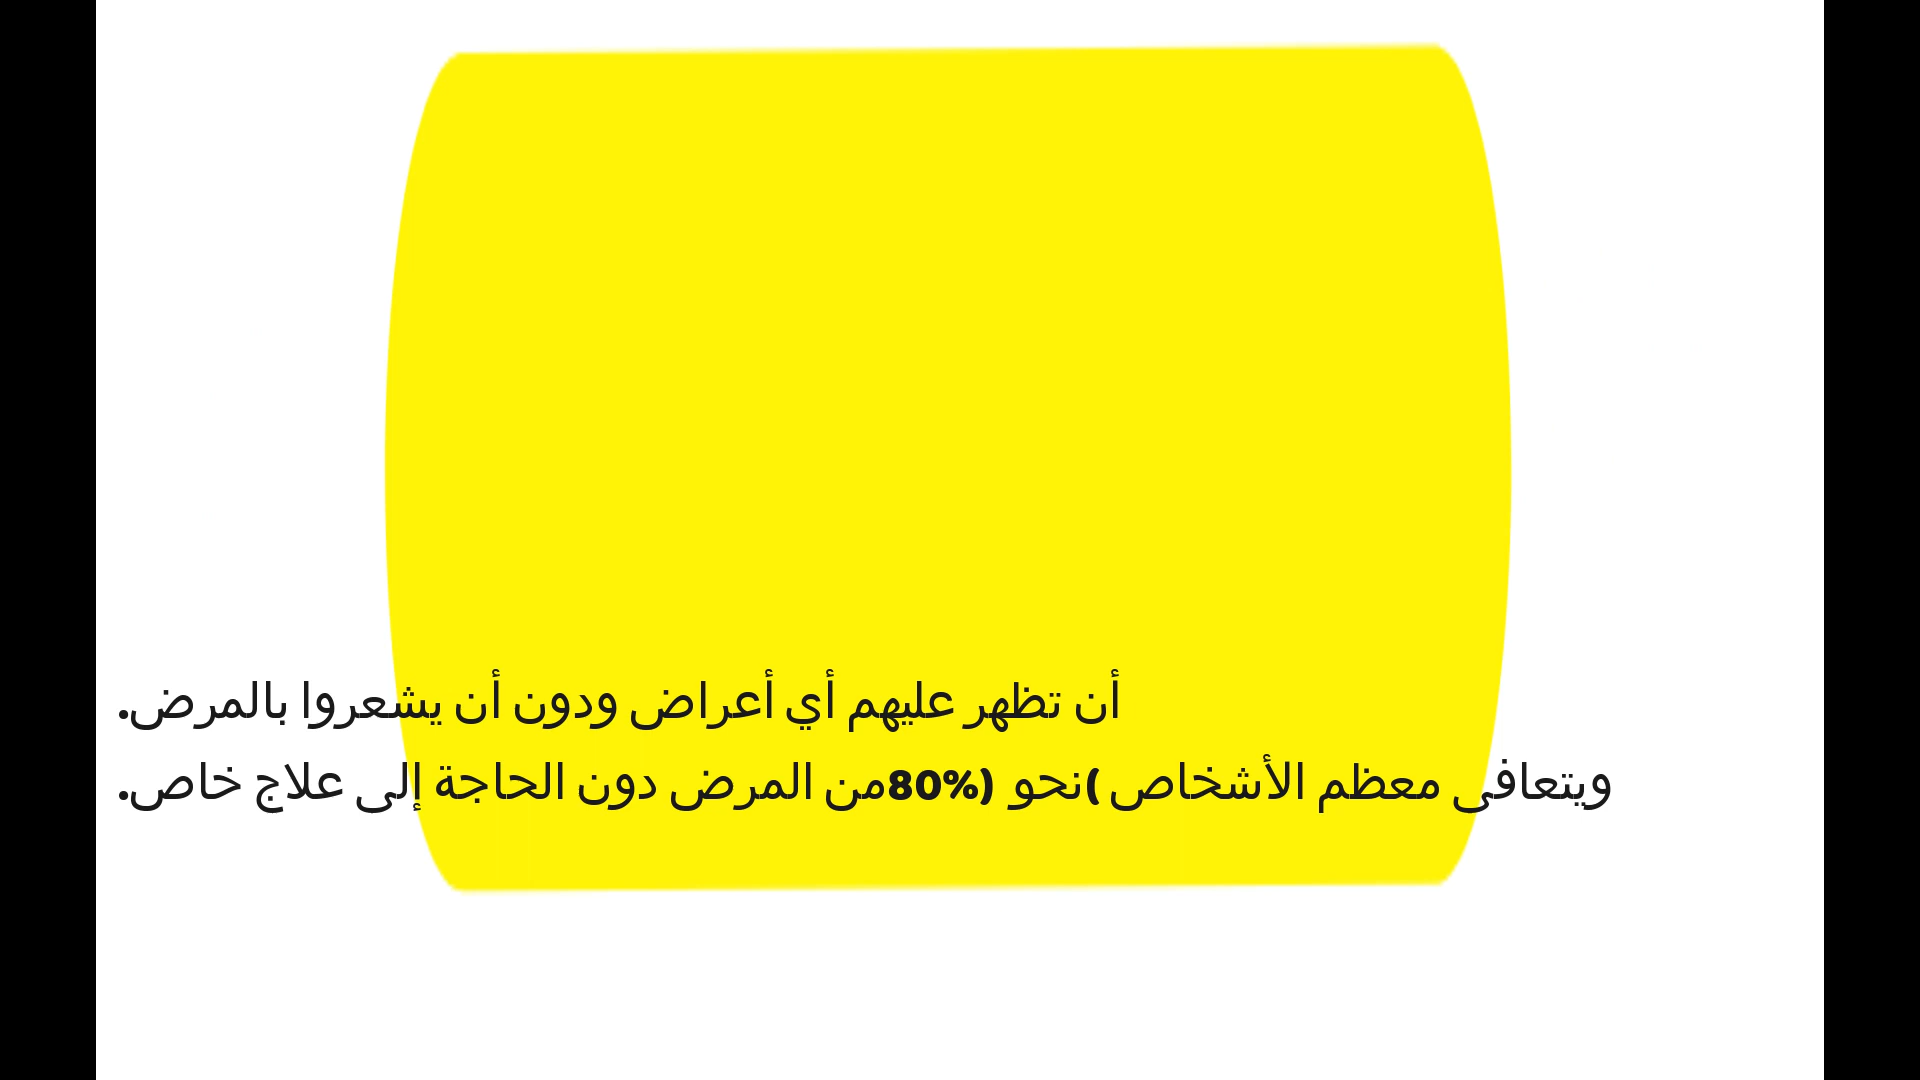 أن تظهر عليهم أي أعراض ودون أن يشعروا بالمرض.
ويتعافى معظم الأشخاص )نحو (80%من المرض دون الحاجة إلى علاج خاص.